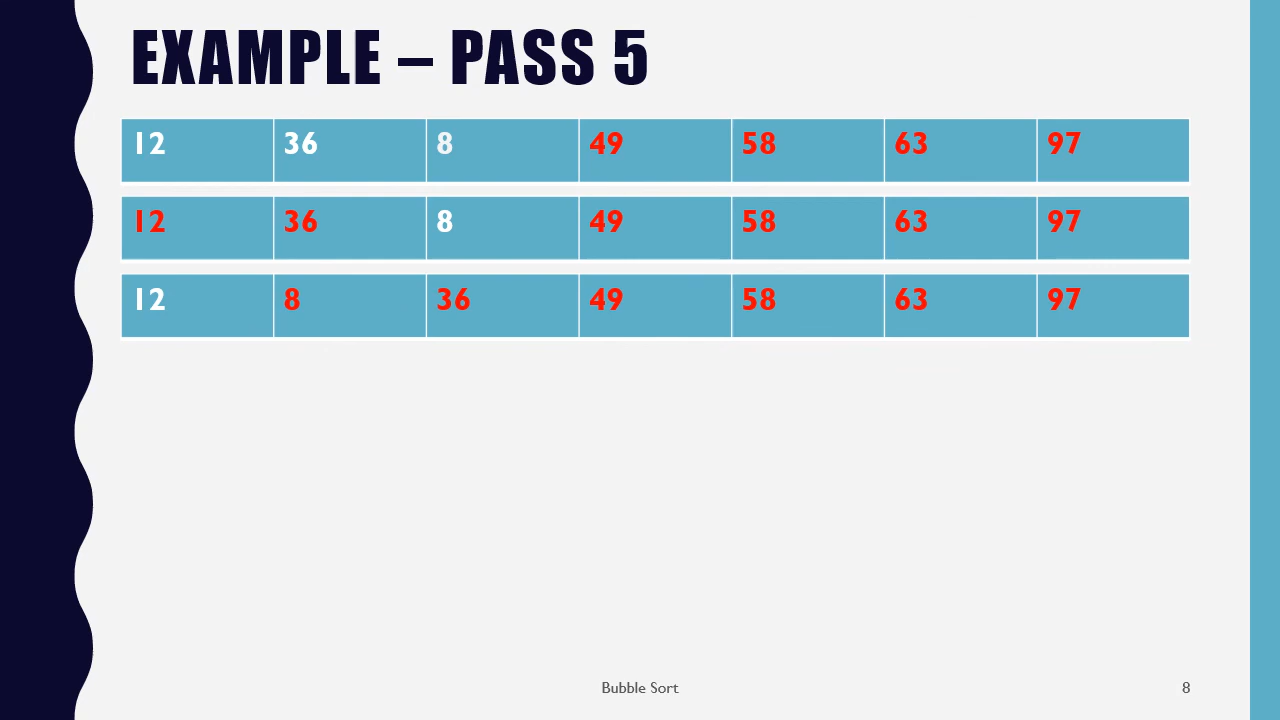 EXAMPLE – PASS 5
12 36 8 49 58 63 97
12 36 8 49 58 63 97
12 8 36 49 58 63 97
Bubble Sort 8